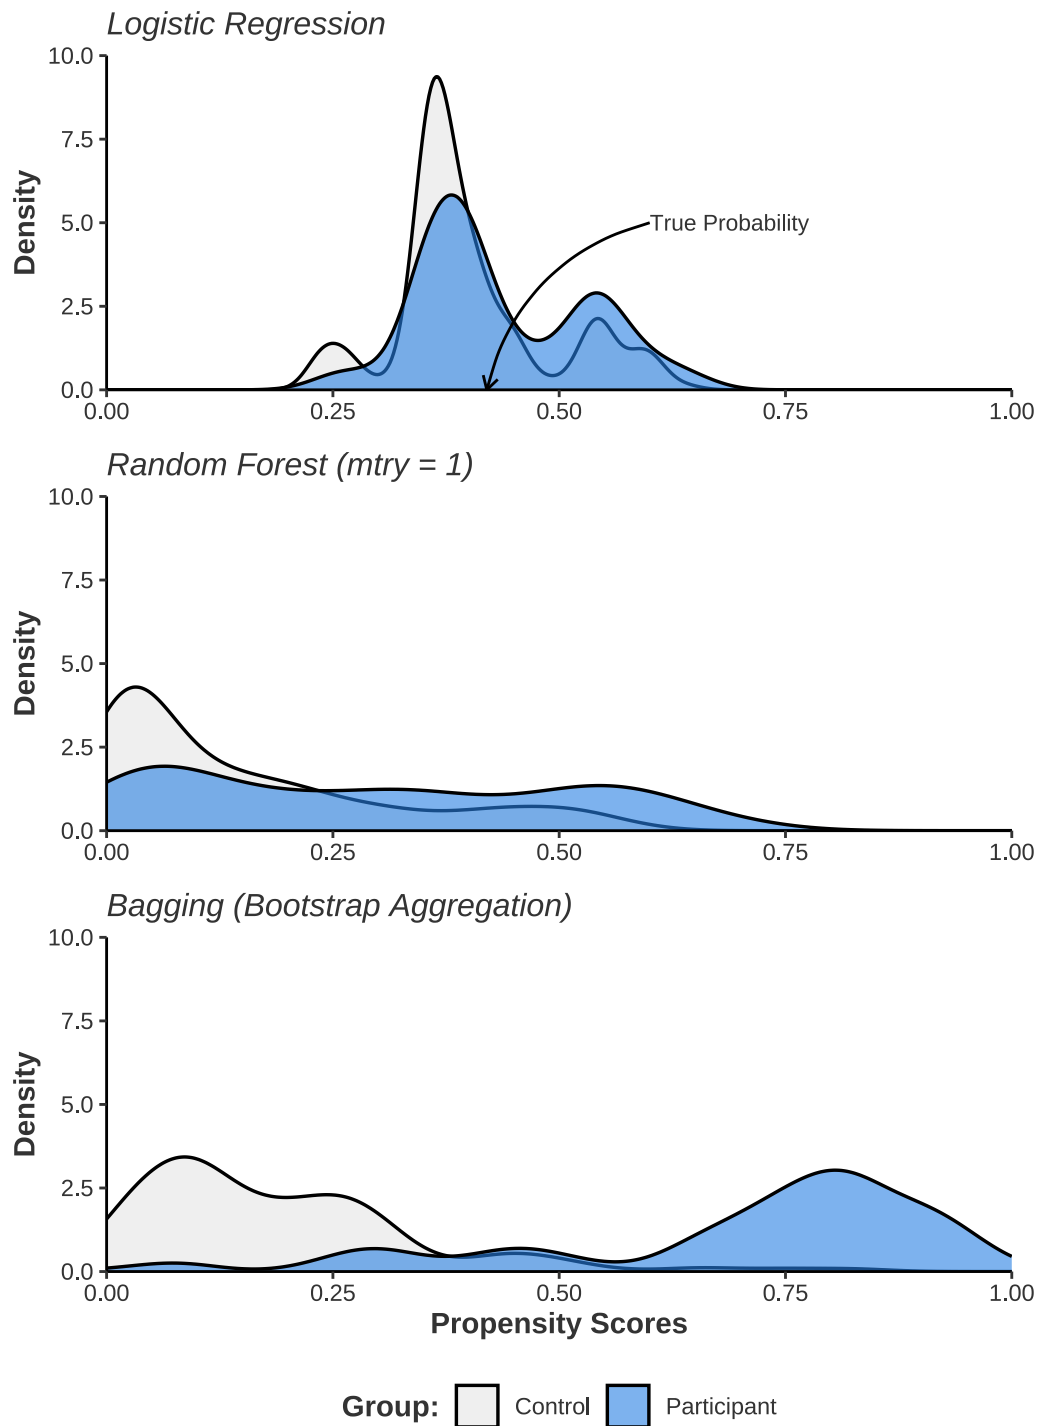 Logistic Regression
10.0
7.5
5.0
2.5
0.0
Density
True Probability
0.00 0.25 0.50 0.75 1.00
Random Forest (mtry = 1)
10.0
7.5
5.0
2.5
0.0
Density
0.00 0.25 0.50 0.75 1.00
Bagging (Bootstrap Aggregation)
10.0
7.5
5.0
2.5
0.0
Density
0.00 0.25 0.50 0.75 1.00
Propensity Scores
Group: Control Participant